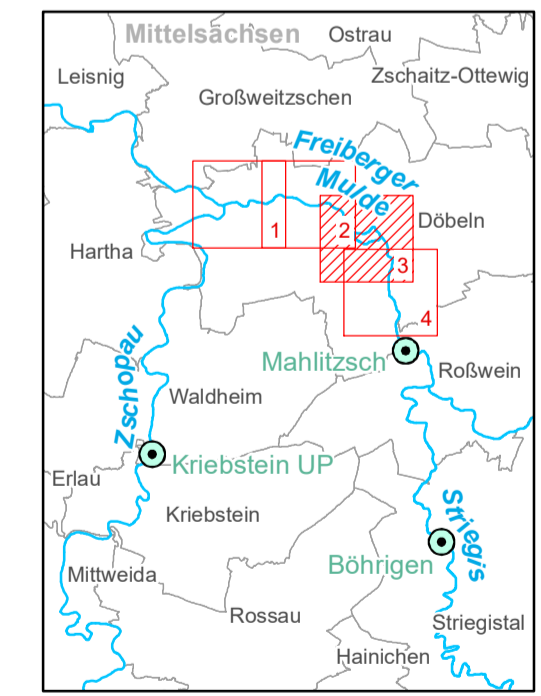 Mittelsachsen
Ostrau
Leisnig
Zschaitz-Ottewig
Großweitzschen
Freiberger
Mulde
Döbeln
1
2
Hartha
3
4
Mahlitzsch
Zschopau
Roßwein
Waldheim
Kriebstein UP
Erlau
Kriebstein
Striegis
Böhrigen
Mittweida
Rossau
Striegistal
Hainichen